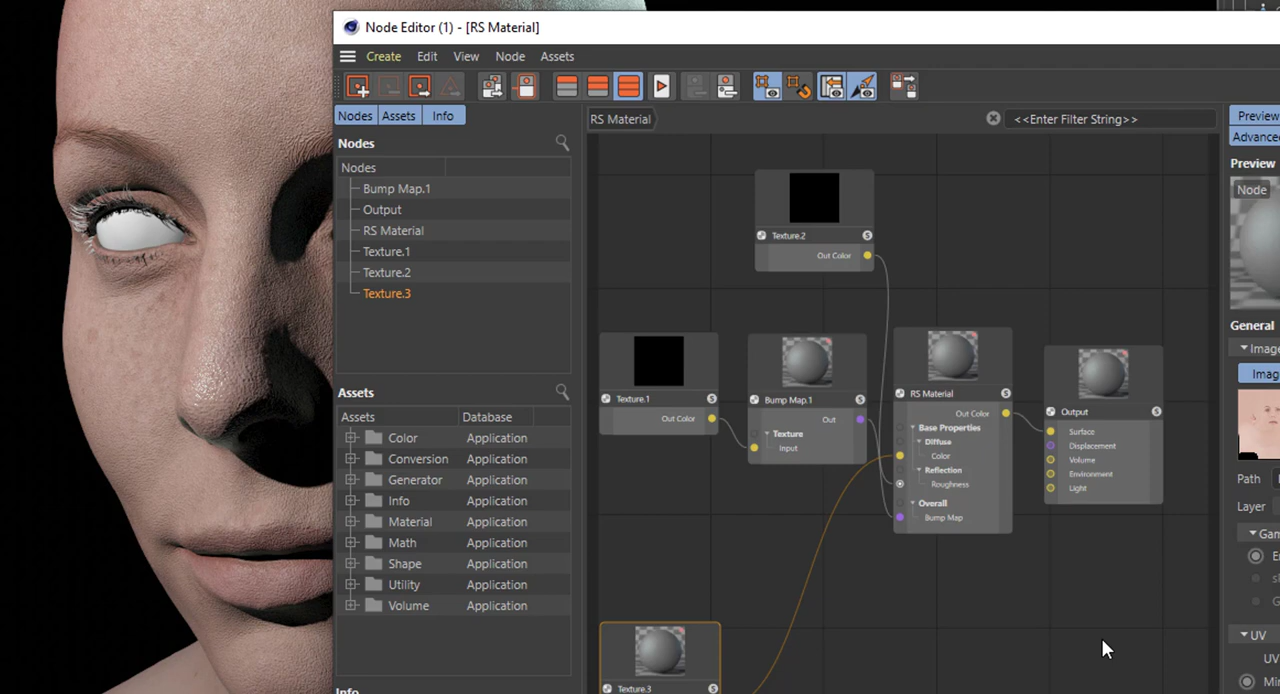 Node Editor (1) - [RS Material]
Create Edit View Node Assets
Nodes Assets Info
Nodes
Nodes
Bump Map.1
Output
RS Material
Texture.1
Texture.2
Texture.3
Assets
Assets Database
Color Application
Conversion Application
Generator Application
Info Application
Material Application
Math Application
Shape Application
Utility Application
Volume Application
Info
RS Material
<<Enter Filter String>>
Texture.2
Out Color
Texture.1
Out Color
Bump Map.1
Out
Texture
Input
RS Material
Out Color
Base Properties
Diffuse
Color
Reflection
Roughness
Overall
Bump Map
Output
Surface
Displacement
Volume
Environment
Light
Texture.3
Preview
Advance
Preview
Node
General
Image
Imag
Path
Layer
Gam
UV
UV